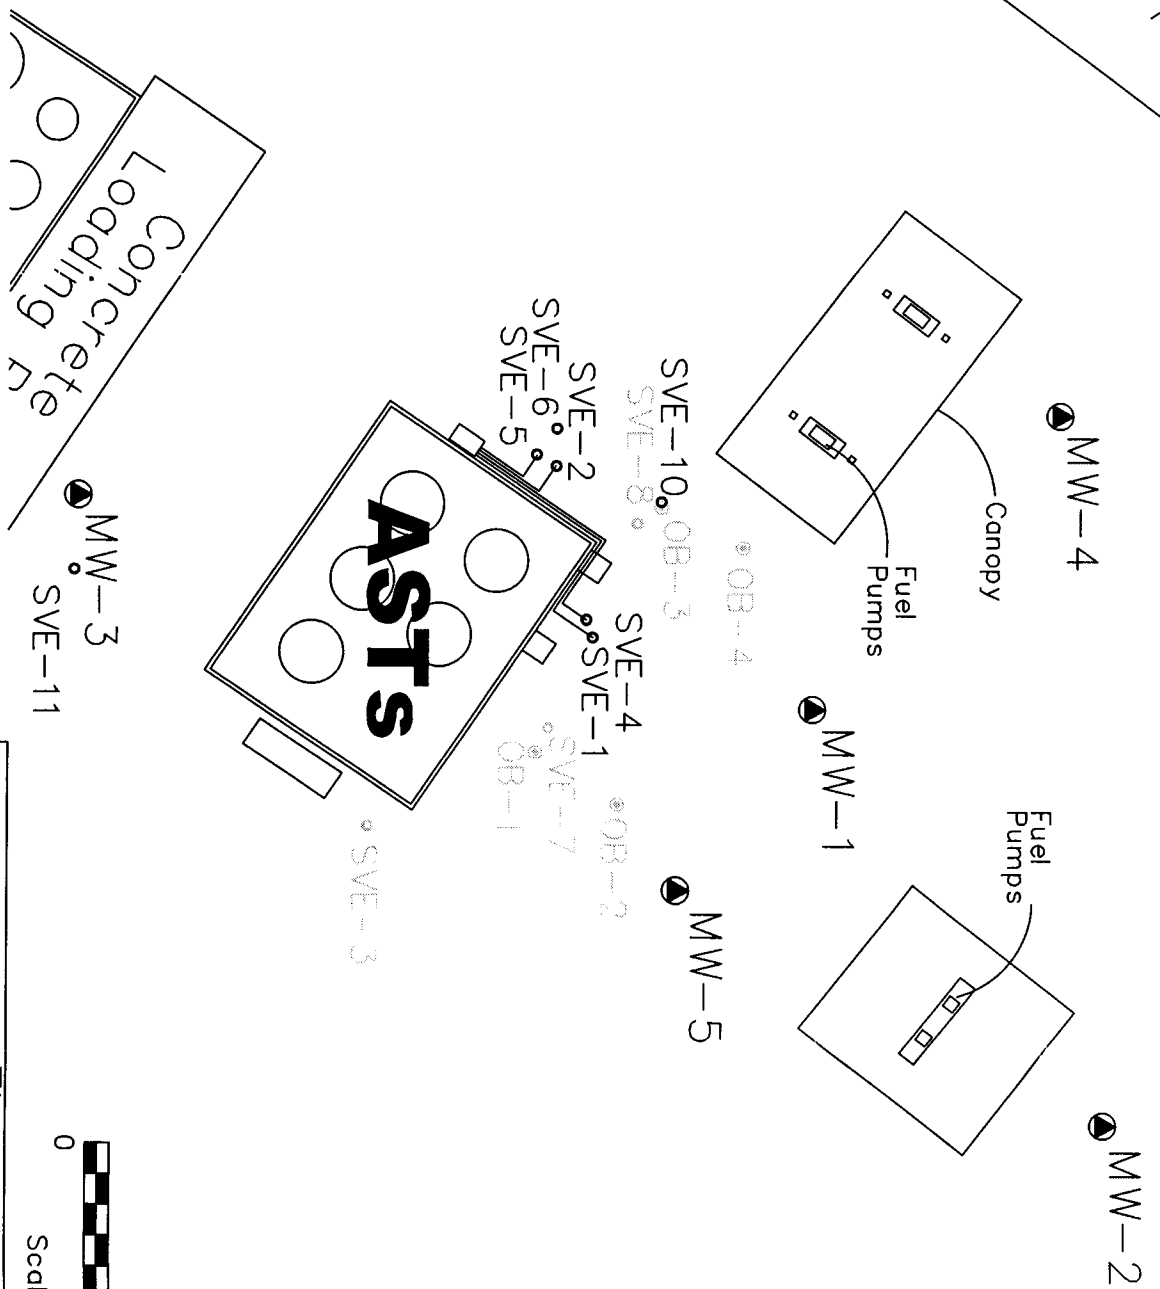 MW-4
Canopy
Fuel
Pumps
MW-2
Fuel
Pumps
MW-1
OB-4
SVE-10
OB-3
SVE-8
MW-5
SVE-4
SVE-1
SVE-2
SVE-6
SVE-5
OB-2
SVE-7
OB-1
ASTs
SVE-3
Concrete
Loading
MW-3
SVE-11
0